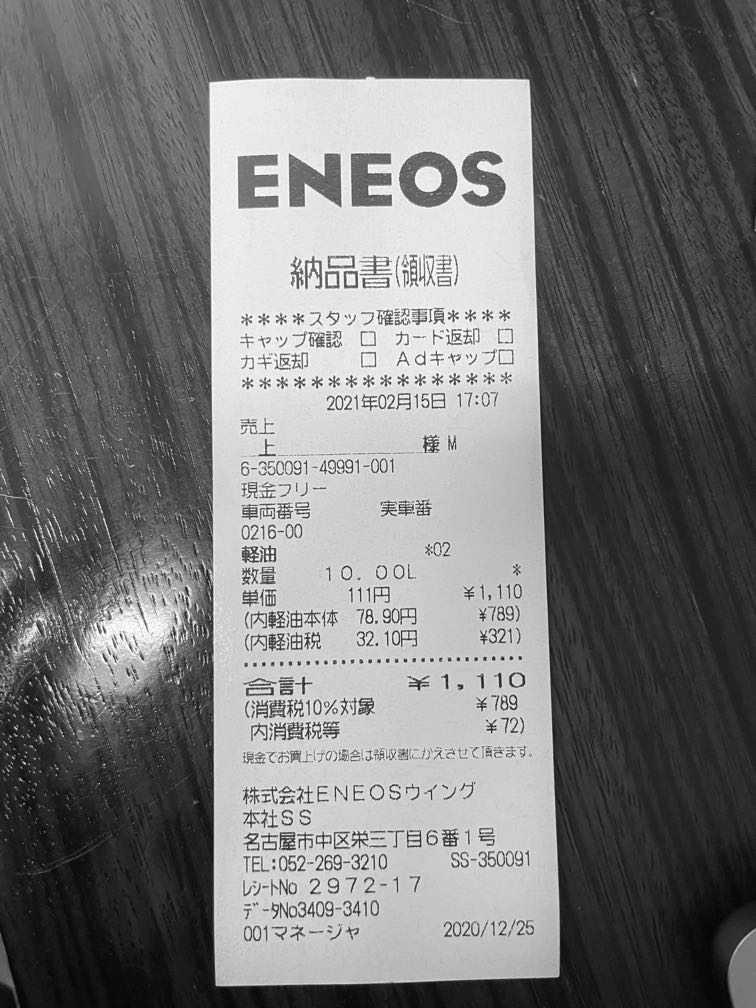 ENEOS
納品書(領収書)
****スタッフ確認事項****
キャップ確認 □ カード返却 □
カギ返却 □ Adキャップ□
*******************
2021年02月15日 17:07
売上
上 様 M
6-350091-49991-001
現金フリー
車両番号 実車番
0216-00
軽油 *02
数量 10.00L *
単価 111円 ¥1,110
(内軽油本体 78.90円 ¥789)
(内軽油税 32.10円 ¥321)
合計 ¥1,110
(消費税10%対象 ¥789
内消費税等 ¥72)
現金でお買上げの場合は領収書にかえさせて頂きます。
株式会社ENEOSウイング
本社SS
名古屋市中区栄三丁目6番1号
TEL:052-269-3210 SS-350091
レシートNo 2972-17
データNo3409-3410
001マネージャ 2020/12/25